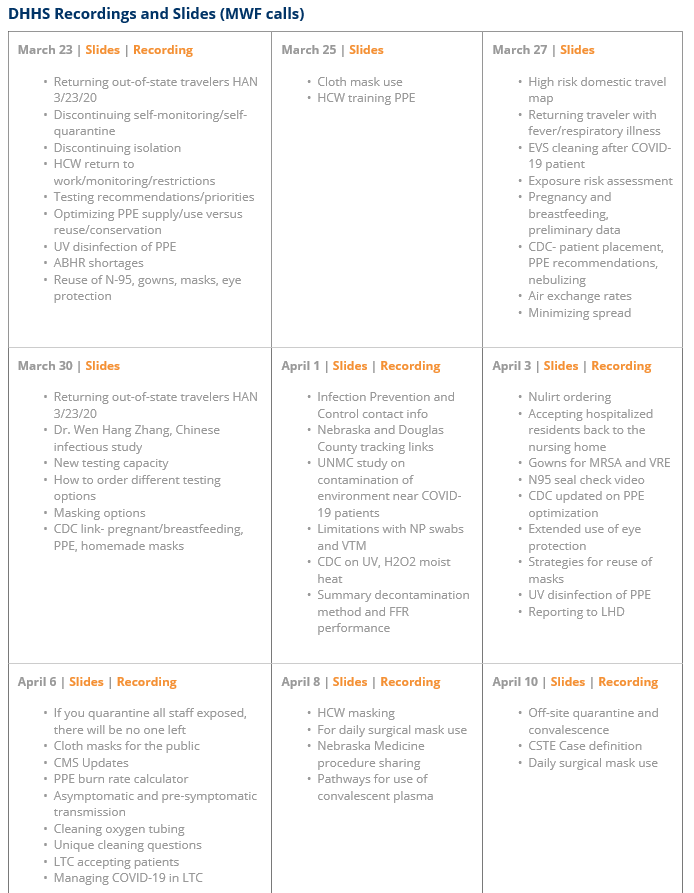 DHHS Recordings and Slides (MWF calls)
March 23 | Slides | Recording
• Returning out-of-state travelers HAN
3/23/20
• Discontinuing self-monitoring/self-
quarantine
• Discontinuing isolation
• HCW return to
work/monitoring/restrictions
• Testing recommendations/priorities
• Optimizing PPE supply/use versus
reuse/conservation
• UV disinfection of PPE
• ABHR shortages
• Reuse of N-95, gowns, masks, eye
protection
March 25 | Slides
• Cloth mask use
• HCW training PPE
March 27 | Slides
• High risk domestic travel
map
• Returning traveler with
fever/respiratory illness
• EVS cleaning after COVID-
19 patient
• Exposure risk assessment
• Pregnancy and
breastfeeding,
preliminary data
• CDC- patient placement,
PPE recommendations,
nebulizing
• Air exchange rates
• Minimizing spread
March 30 | Slides
• Returning out-of-state travelers HAN
3/23/20
• Dr. Wen Hang Zhang, Chinese
infectious study
• New testing capacity
• How to order different testing
options
• Masking options
• CDC link- pregnant/breastfeeding,
PPE, homemade masks
April 1 | Slides | Recording
• Infection Prevention and
Control contact info
• Nebraska and Douglas
County tracking links
• UNMC study on
contamination of
environment near COVID-
19 patients
• Limitations with NP swabs
and VTM
• CDC on UV, H2O2 moist
heat
• Summary decontamination
method and FFR
performance
April 3 | Slides | Recording
• Nulirt ordering
• Accepting hospitalized
residents back to the
nursing home
• Gowns for MRSA and VRE
• N95 seal check video
• CDC updated on PPE
optimization
• Extended use of eye
protection
• Strategies for reuse of
masks
• UV disinfection of PPE
• Reporting to LHD
April 6 | Slides | Recording
• If you quarantine all staff exposed,
there will be no one left
• Cloth masks for the public
• CMS Updates
• PPE burn rate calculator
• Asymptomatic and pre-symptomatic
transmission
• Cleaning oxygen tubing
• Unique cleaning questions
• LTC accepting patients
• Managing COVID-19 in LTC
April 8 | Slides | Recording
• HCW masking
• For daily surgical mask use
• Nebraska Medicine
procedure sharing
• Pathways for use of
convalescent plasma
April 10 | Slides | Recording
• Off-site quarantine and
convalescence
• CSTE Case definition
• Daily surgical mask use